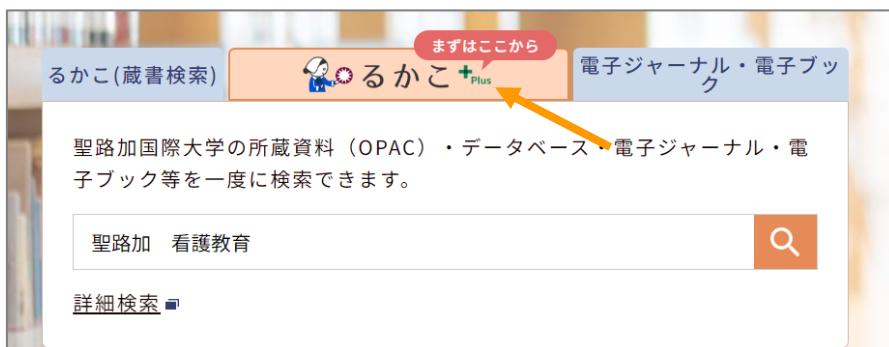 まずはここから
るかこ(蔵書検索)
るかこ+Plus
電子ジャーナル・電子ブッ
ク
聖路加国際大学の所蔵資料（OPAC）・データベース・電子ジャーナル・電
子ブック等を一度に検索できます。
聖路加　看護教育
詳細検索